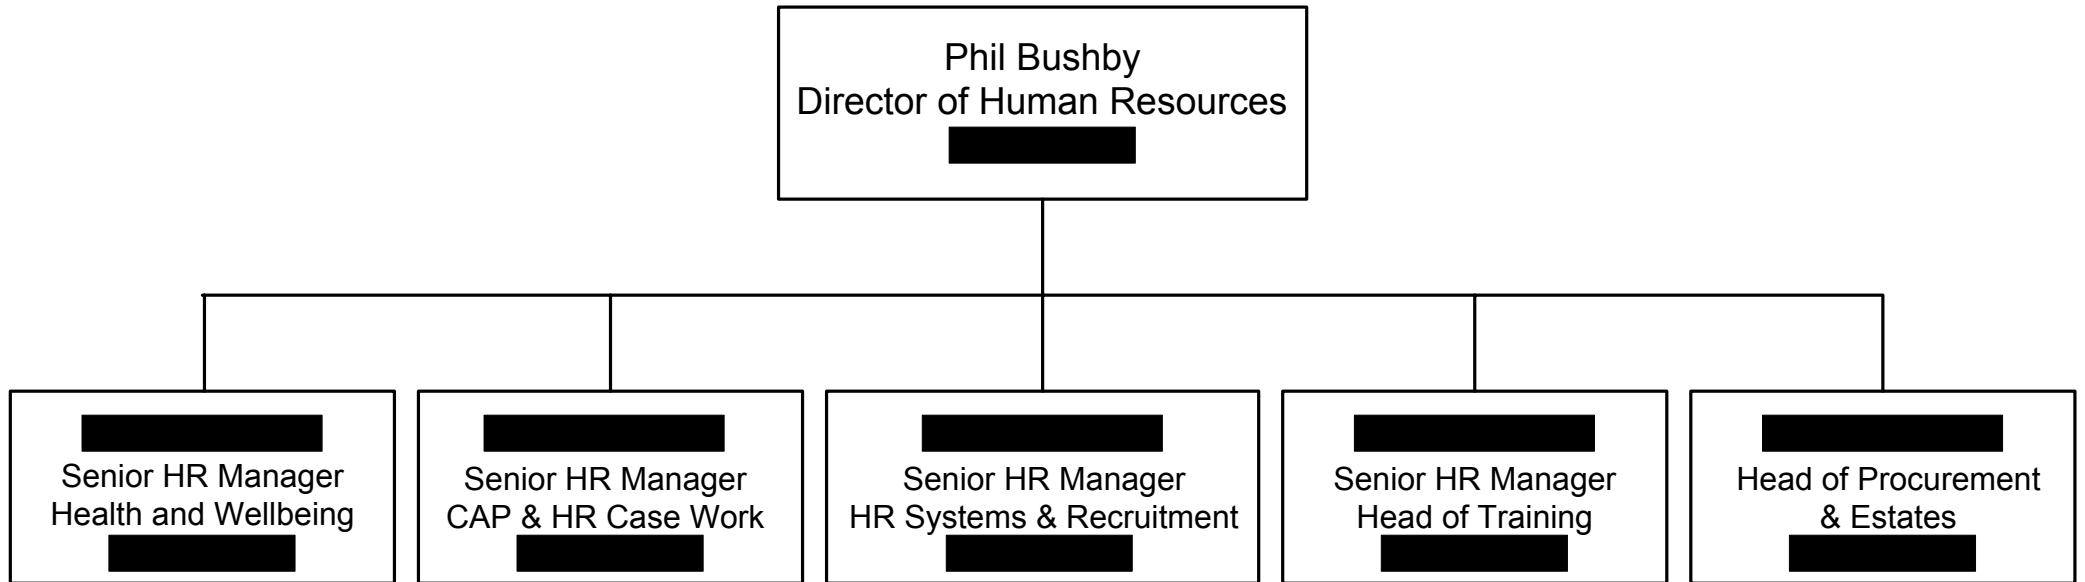 Phil Bushby
Director of Human Resources
Senior HR Manager
Health and Wellbeing
Senior HR Manager
CAP & HR Case Work
Senior HR Manager
HR Systems & Recruitment
Senior HR Manager
Head of Training
Head of Procurement
& Estates